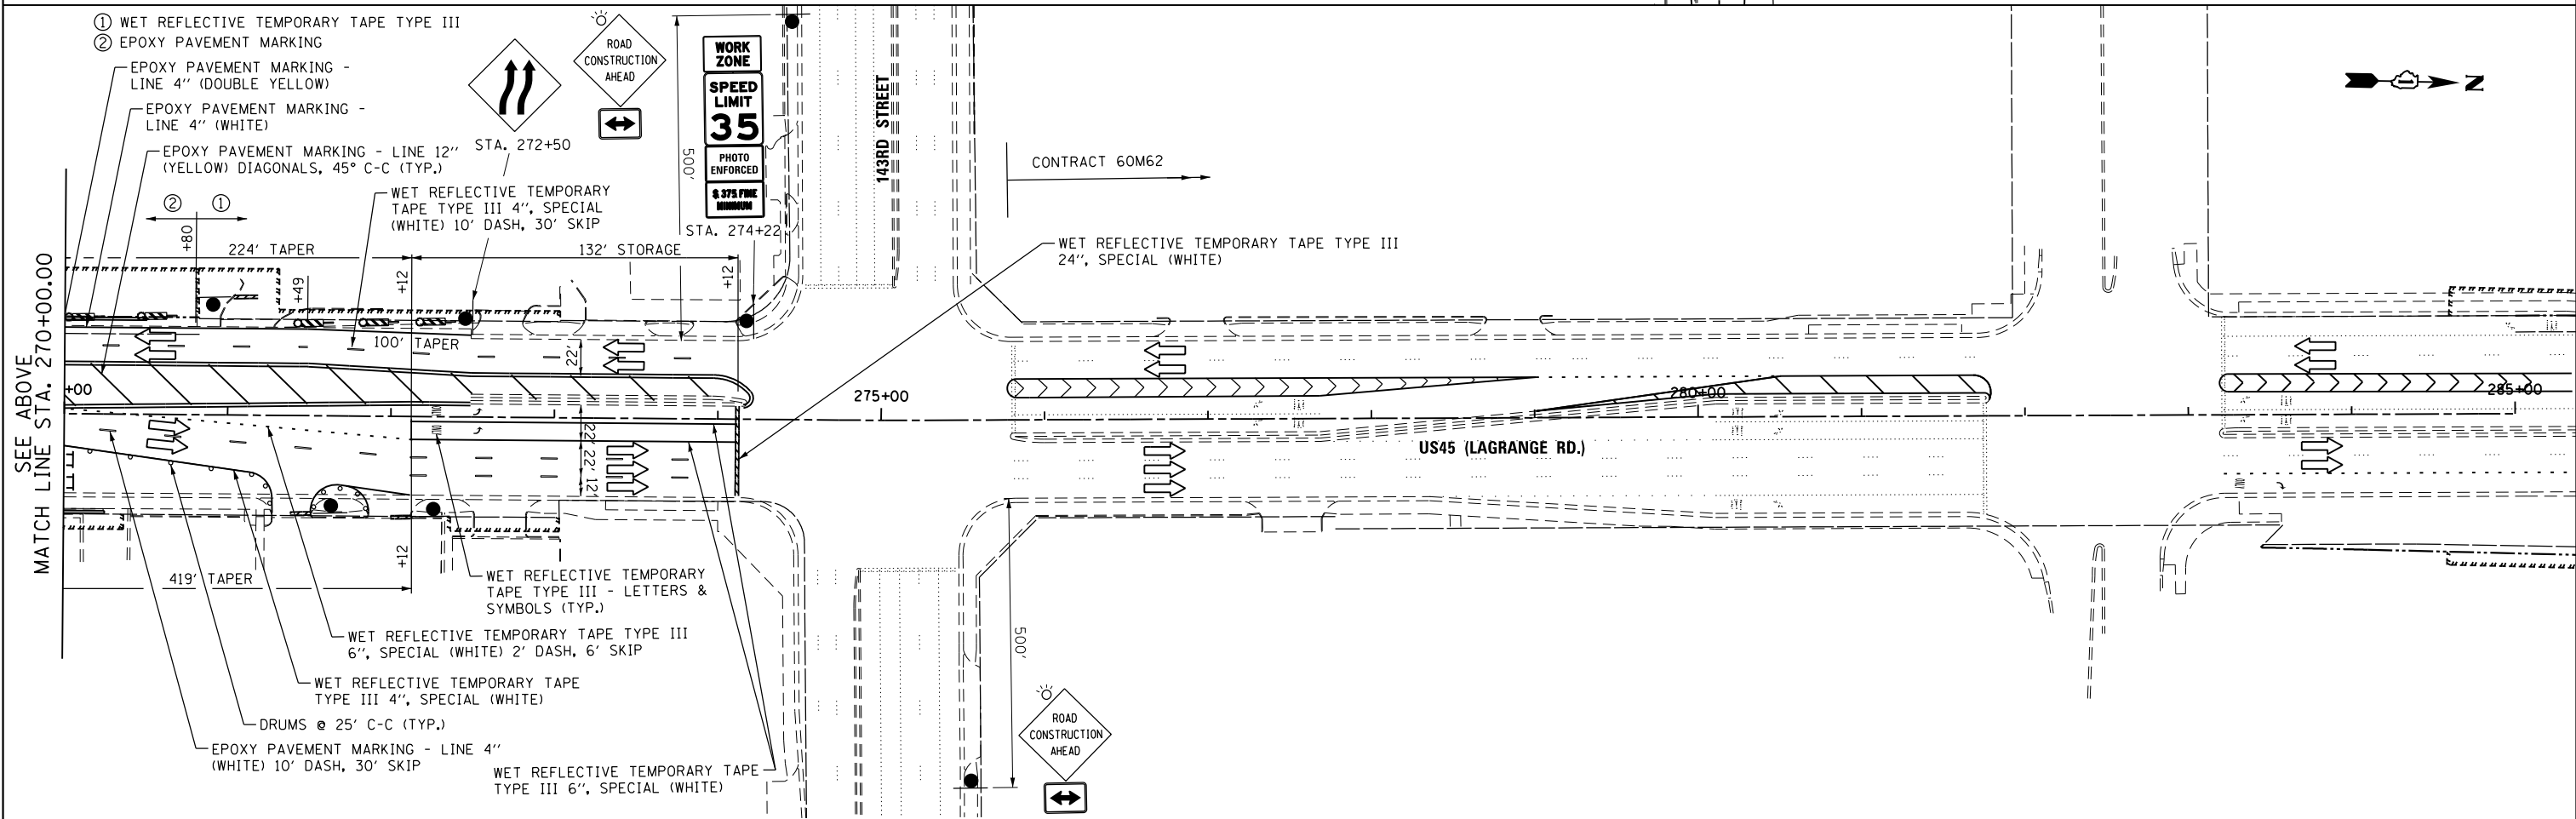 ① WET REFLECTIVE TEMPORARY TAPE TYPE III
② EPOXY PAVEMENT MARKING
EPOXY PAVEMENT MARKING -
LINE 4" (DOUBLE YELLOW)
EPOXY PAVEMENT MARKING -
LINE 4" (WHITE)
EPOXY PAVEMENT MARKING - LINE 12"
(YELLOW) DIAGONALS, 45° C-C (TYP.)
STA. 272+50
ROAD
CONSTRUCTION
AHEAD
WORK
ZONE
SPEED
LIMIT
35
PHOTO
ENFORCED
$ 375 FINE
MINIMUM
STA. 274+22
500'
143RD STREET
CONTRACT 60M62
N
WET REFLECTIVE TEMPORARY
TAPE TYPE III 4", SPECIAL
(WHITE) 10' DASH, 30' SKIP
② ①
+80
224' TAPER
132' STORAGE
+49
+12
+12
WET REFLECTIVE TEMPORARY TAPE TYPE III
24", SPECIAL (WHITE)
SEE ABOVE
MATCH LINE STA. 270+00.00
100' TAPER
22'
+00
275+00
280+00
285+00
US45 (LAGRANGE RD.)
22'
22'
12'
+12
419' TAPER
WET REFLECTIVE TEMPORARY
TAPE TYPE III - LETTERS &
SYMBOLS (TYP.)
WET REFLECTIVE TEMPORARY TAPE TYPE III
6", SPECIAL (WHITE) 2' DASH, 6' SKIP
WET REFLECTIVE TEMPORARY TAPE
TYPE III 4", SPECIAL (WHITE)
DRUMS @ 25' C-C (TYP.)
EPOXY PAVEMENT MARKING - LINE 4"
(WHITE) 10' DASH, 30' SKIP
WET REFLECTIVE TEMPORARY TAPE
TYPE III 6", SPECIAL (WHITE)
500'
ROAD
CONSTRUCTION
AHEAD